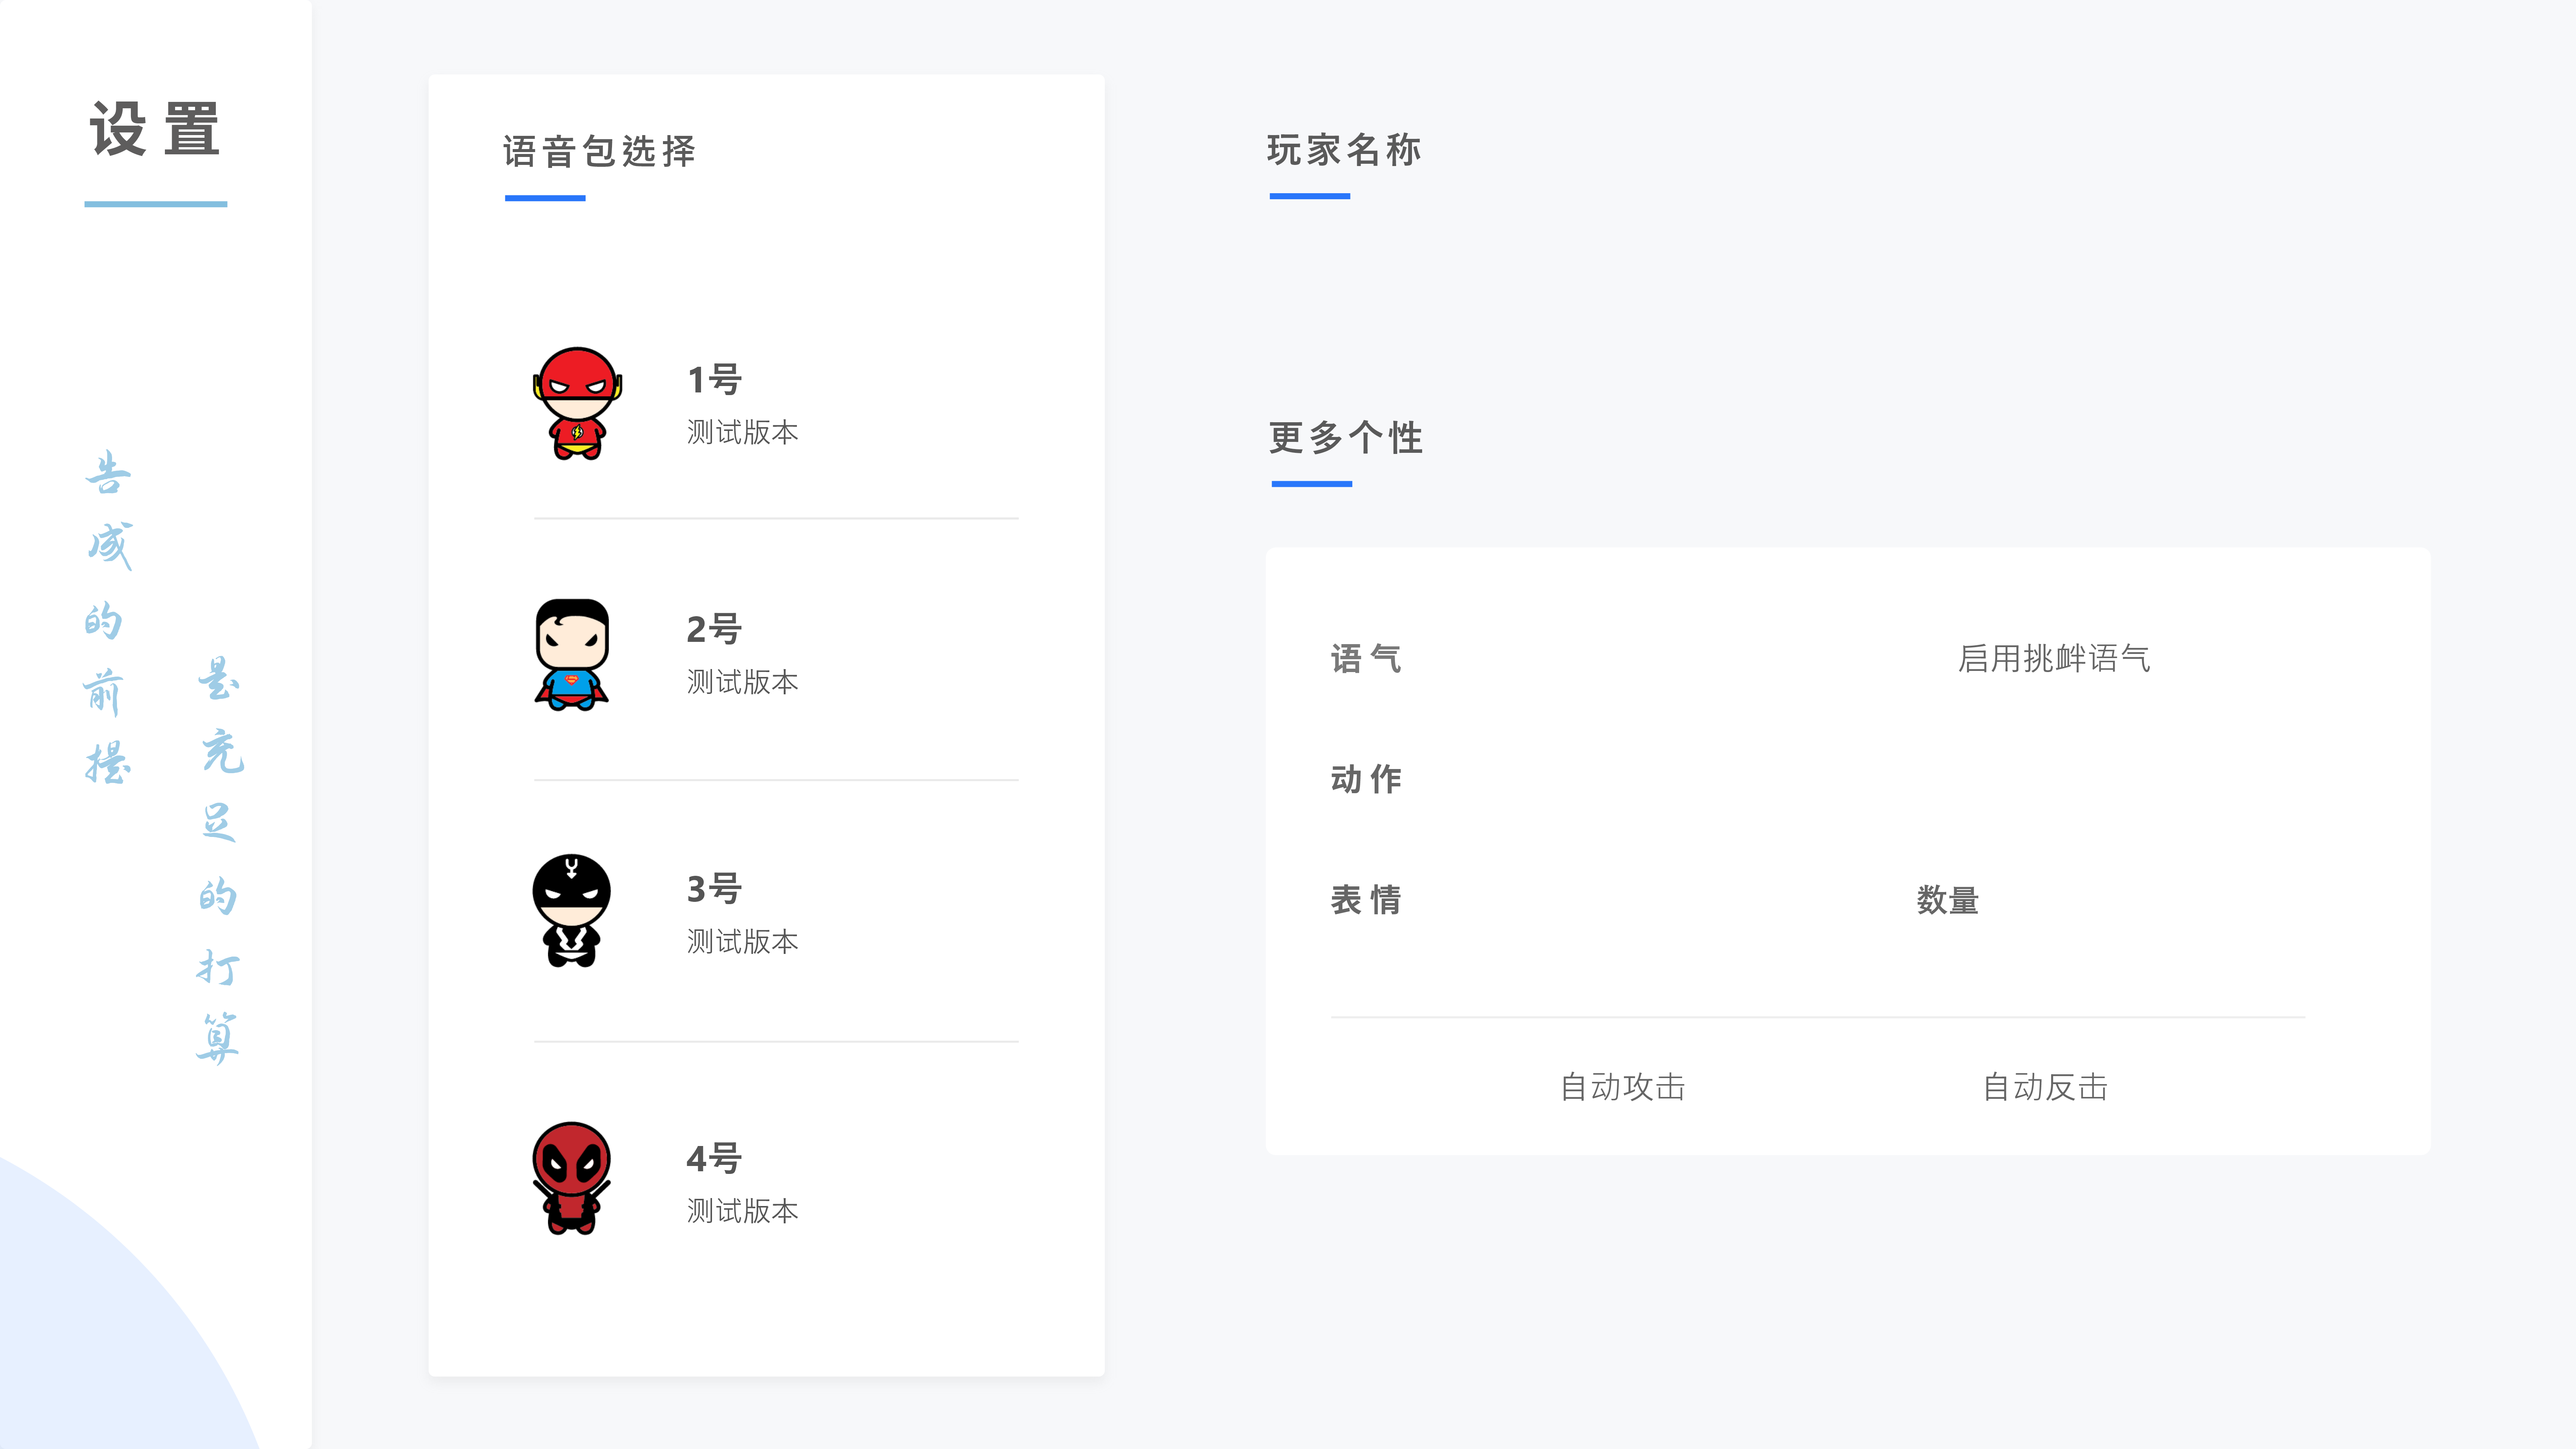 设置
告成的前提
是充足的打算
语音包选择
1号
测试版本
2号
测试版本
3号
测试版本
4号
测试版本
玩家名称
更多个性
语气
启用挑衅语气
动作
表情
数量
自动攻击
自动反击